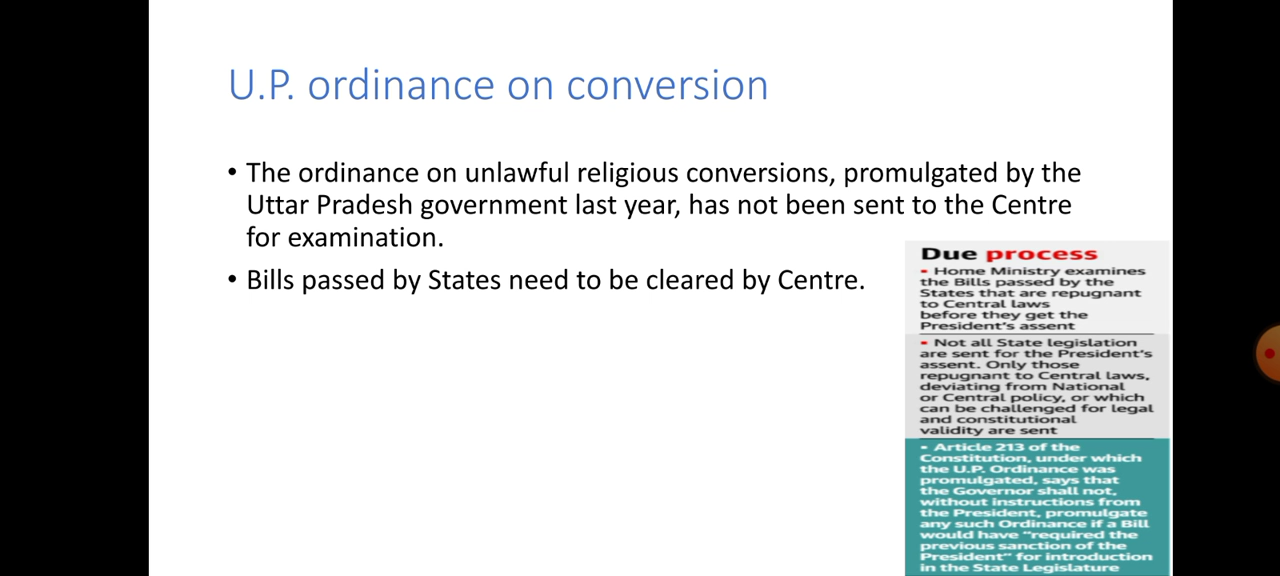 U.P. ordinance on conversion
• The ordinance on unlawful religious conversions, promulgated by the
Uttar Pradesh government last year, has not been sent to the Centre
for examination.
• Bills passed by States need to be cleared by Centre.
Due process
• Home Ministry examines
the Bills passed by the
States that are repugnant
to Central laws
before they get the
President's assent
• Not all State legislation
are sent for the President's
assent. Only those
repugnant to Central laws,
deviating from National
or Central policy, or which
can be challenged for legal
and constitutional
validity are sent
• Article 213 of the
Constitution, under which
the U.P. Ordinance was
promulgated, says that
the Governor shall not,
without instructions from
the President, promulgate
any such Ordinance if a Bill
would have "required the
previous sanction of the
President" for introduction
in the State Legislature